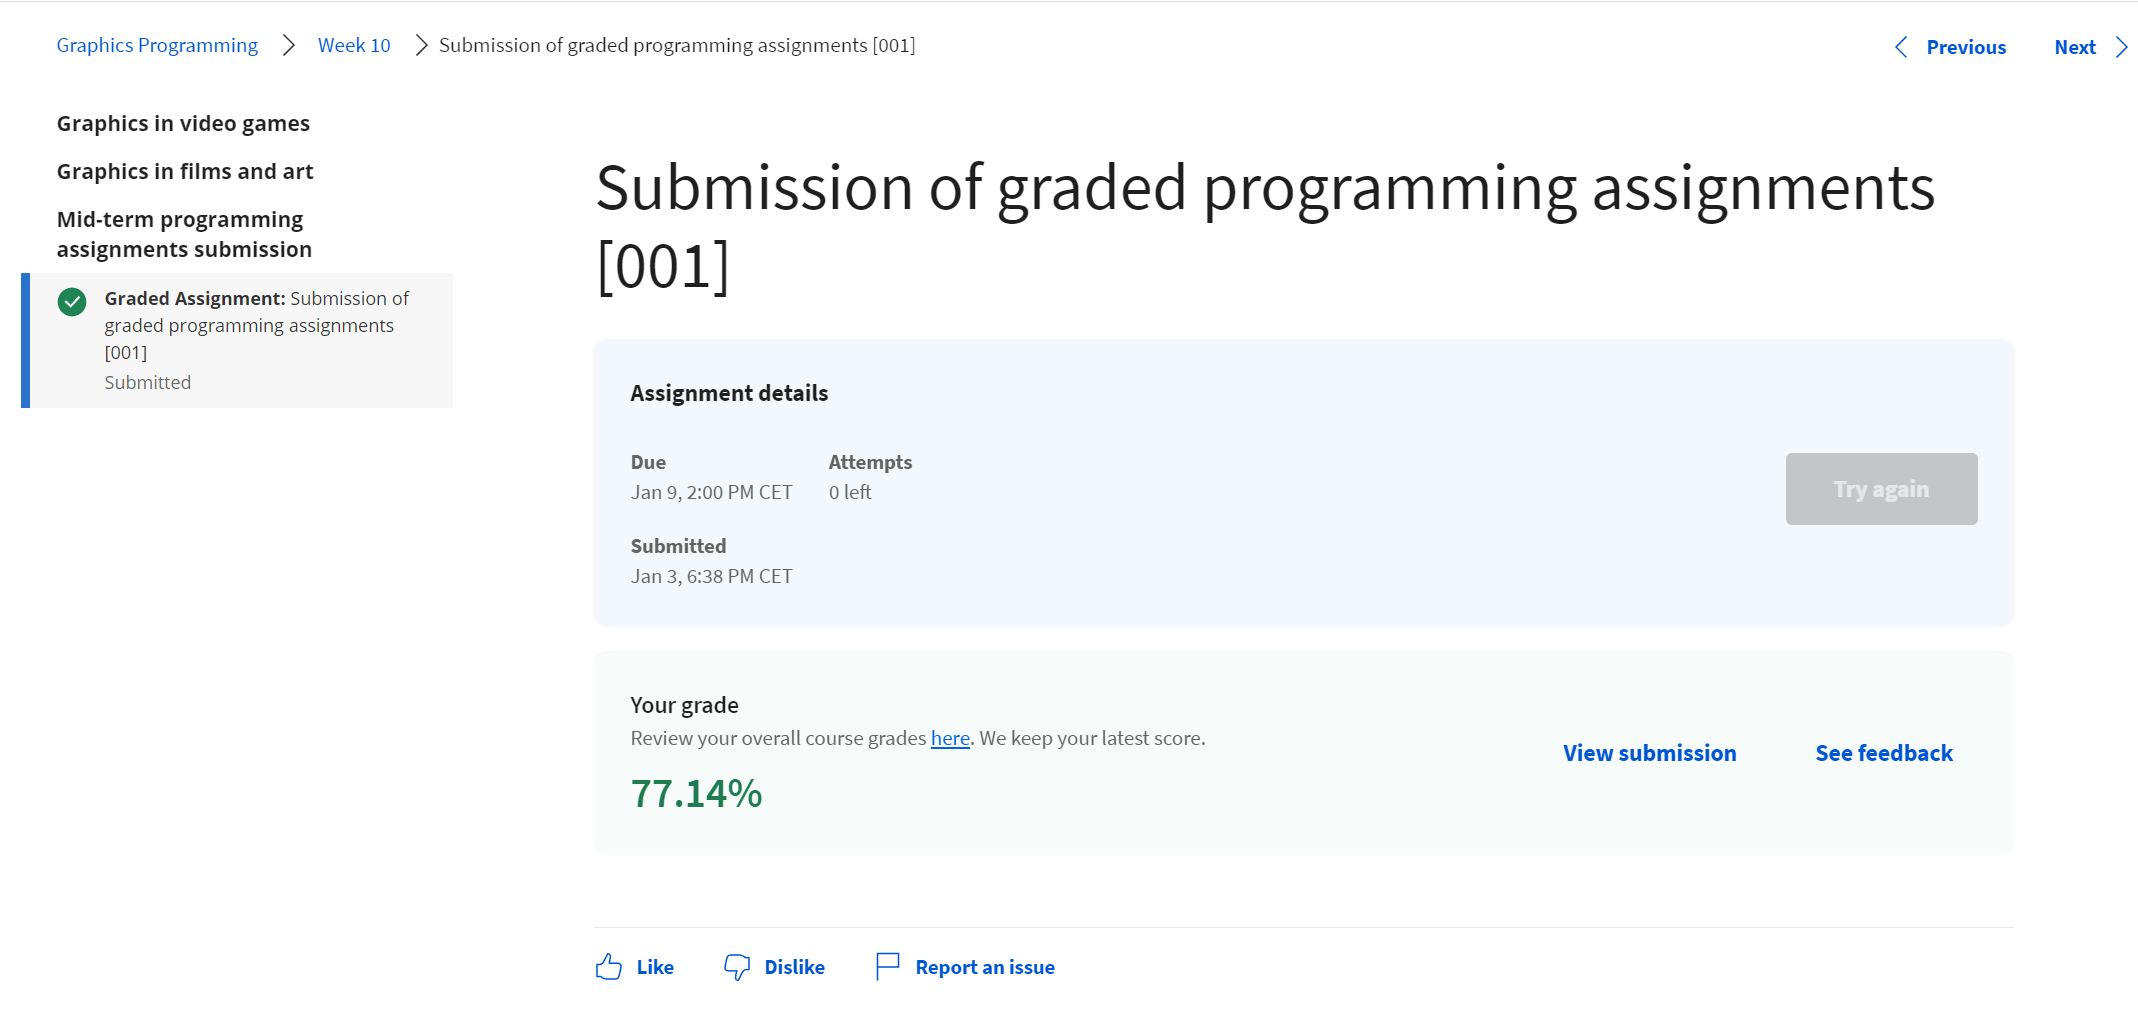 Graphics Programming > Week 10 > Submission of graded programming assignments [001]
Previous Next
Graphics in video games
Graphics in films and art
Mid-term programming
assignments submission
Graded Assignment: Submission of
graded programming assignments
[001]
Submitted
Submission of graded programming assignments
[001]
Assignment details
Due Attempts
Jan 9, 2:00 PM CET 0 left
Try again
Submitted
Jan 3, 6:38 PM CET
Your grade
Review your overall course grades here. We keep your latest score.
View submission See feedback
77.14%
Like Dislike Report an issue